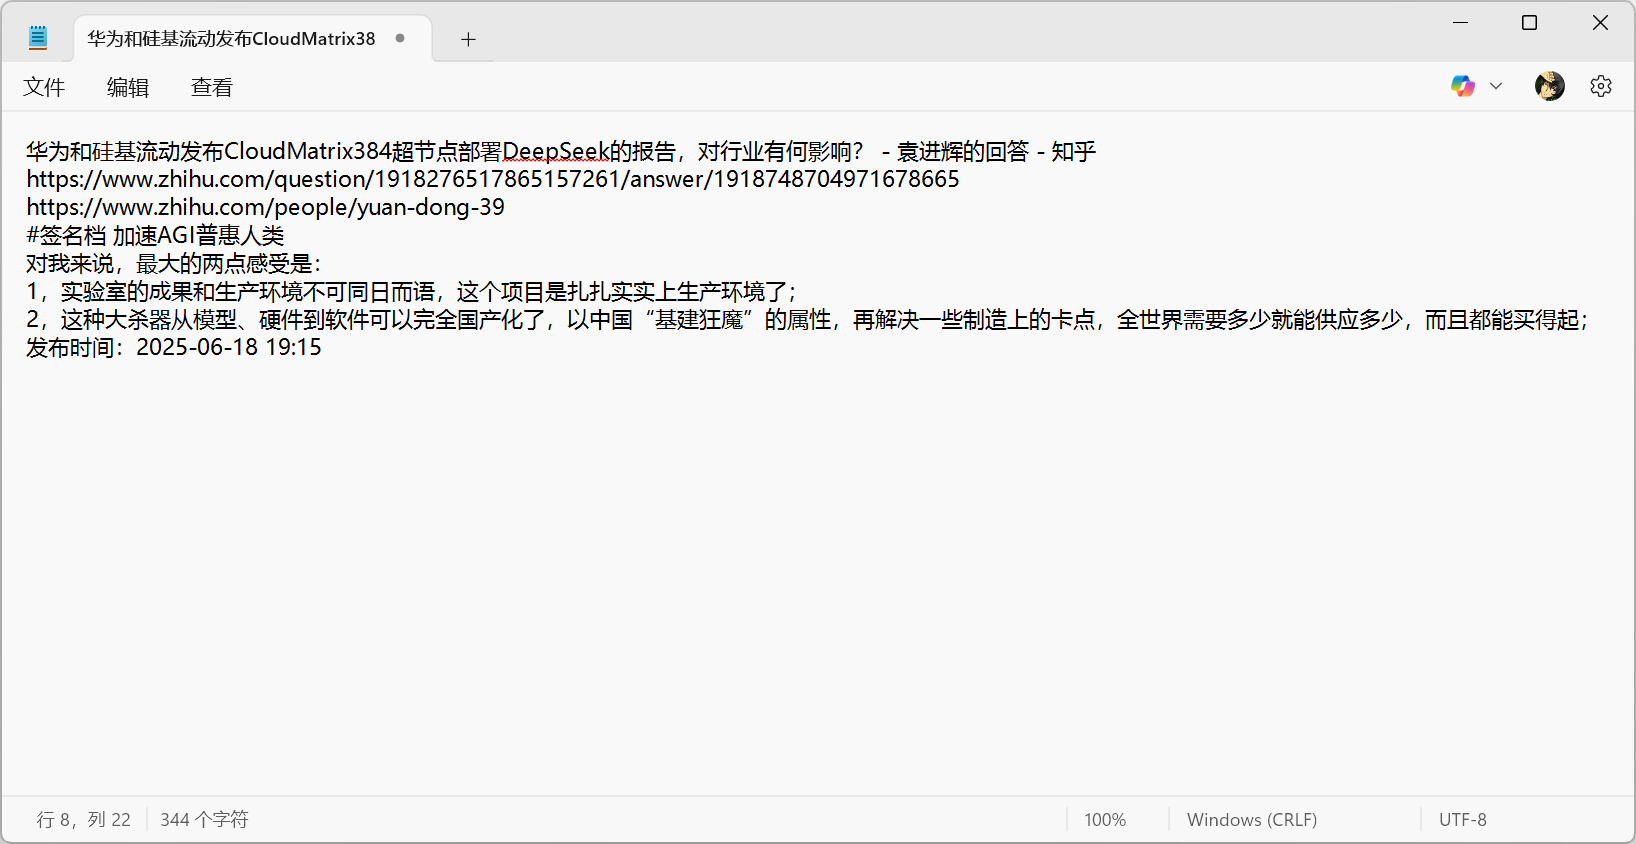 华为和硅基流动发布CloudMatrix38
文件 编辑 查看
华为和硅基流动发布CloudMatrix384超节点部署DeepSeek的报告，对行业有何影响？ - 袁进辉的回答 - 知乎
https://www.zhihu.com/question/1918276517865157261/answer/1918748704971678665
https://www.zhihu.com/people/yuan-dong-39
#签名档 加速AGI普惠人类
对我来说，最大的两点感受是：
1，实验室的成果和生产环境不可同日而语，这个项目是扎扎实实上生产环境了；
2，这种大杀器从模型、硬件到软件可以完全国产化了，以中国“基建狂魔”的属性，再解决一些制造上的卡点，全世界需要多少就能供应多少，而且都能买得起；
发布时间：2025-06-18 19:15
行 8，列 22 344 个字符 100% Windows (CRLF) UTF-8